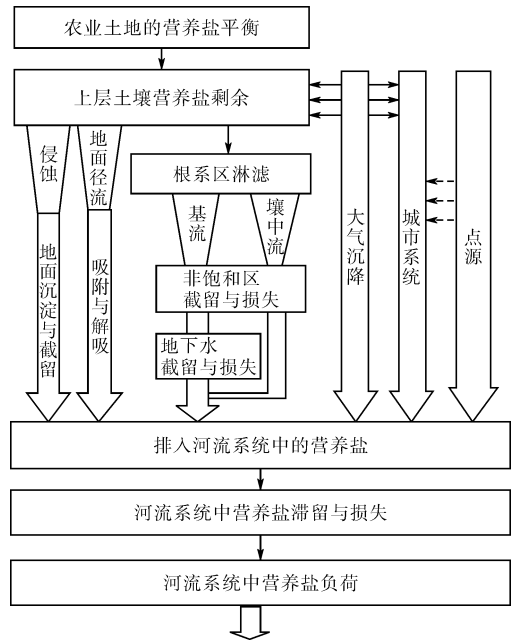 农业土地的营养盐平衡
上层土壤营养盐剩余
侵蚀
地面径流
根系区淋滤
基流
壤中流
大气沉降
城市系统
点源
地面沉淀与截留
吸附与解吸
非饱和区
截留与损失
地下水
截留与损失
排入河流系统中的营养盐
河流系统中营养盐滞留与损失
河流系统中营养盐负荷